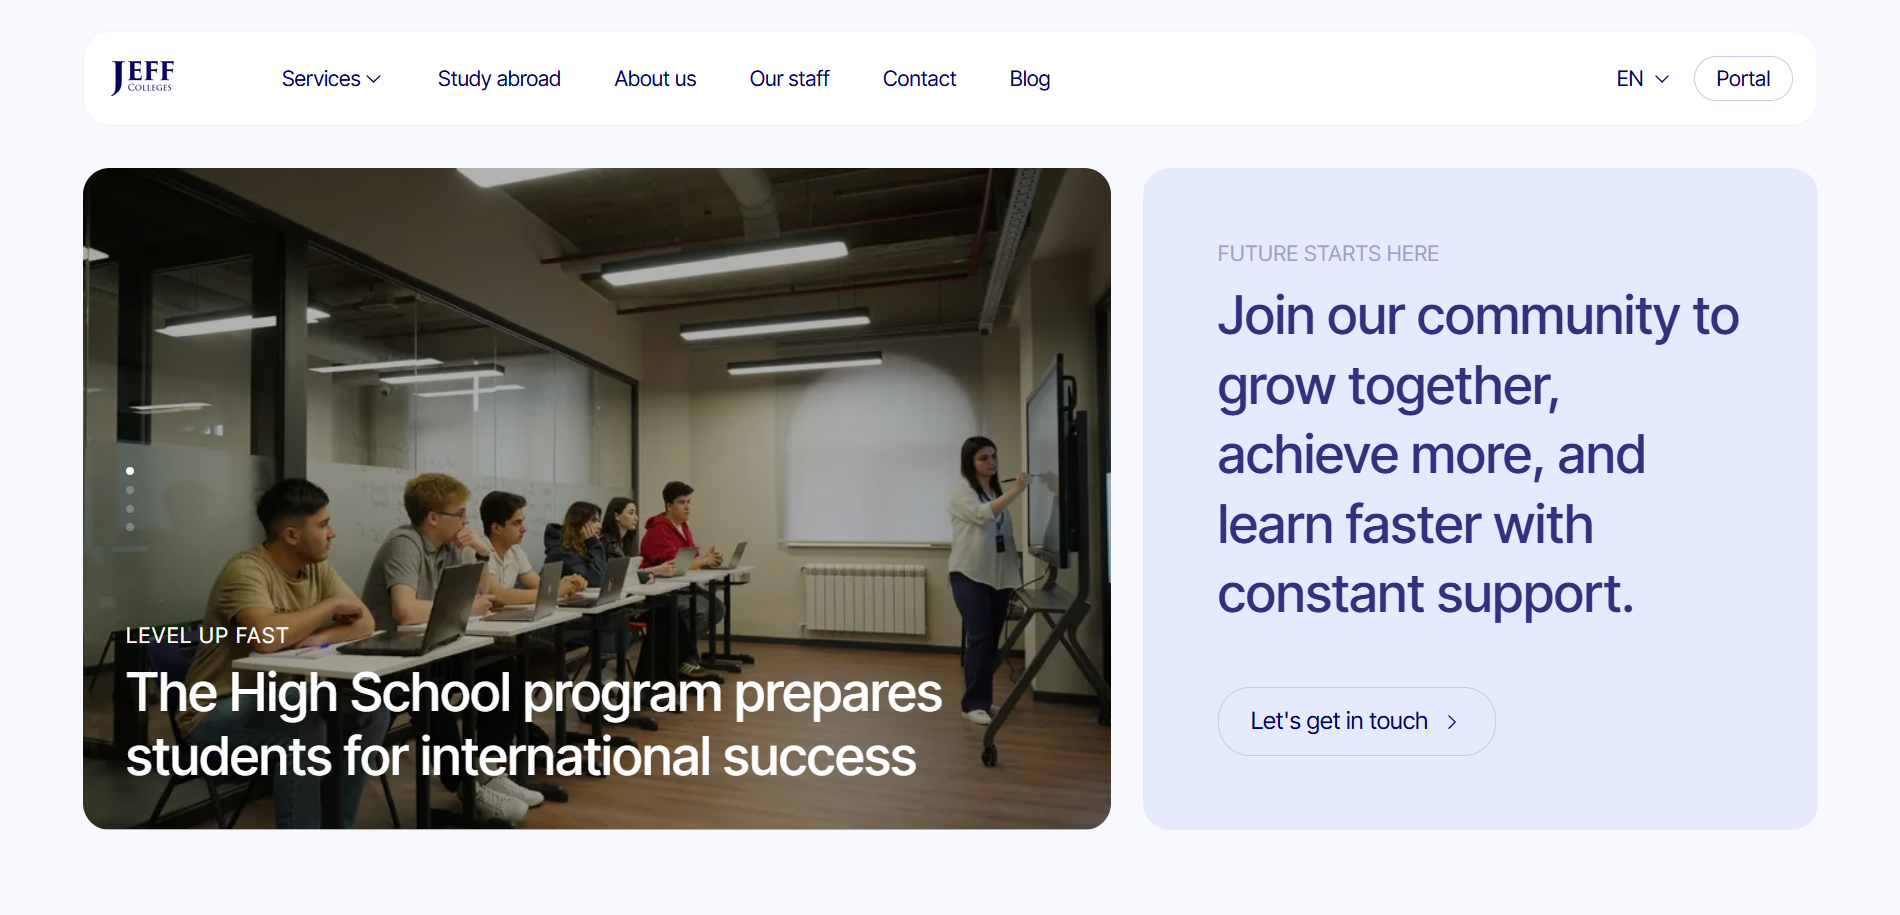 JEFF
COLLEGES
Services
Study abroad
About us
Our staff
Contact
Blog
EN
Portal
LEVEL UP FAST
The High School program prepares
students for international success
FUTURE STARTS HERE
Join our community to
grow together,
achieve more, and
learn faster with
constant support.
Let's get in touch